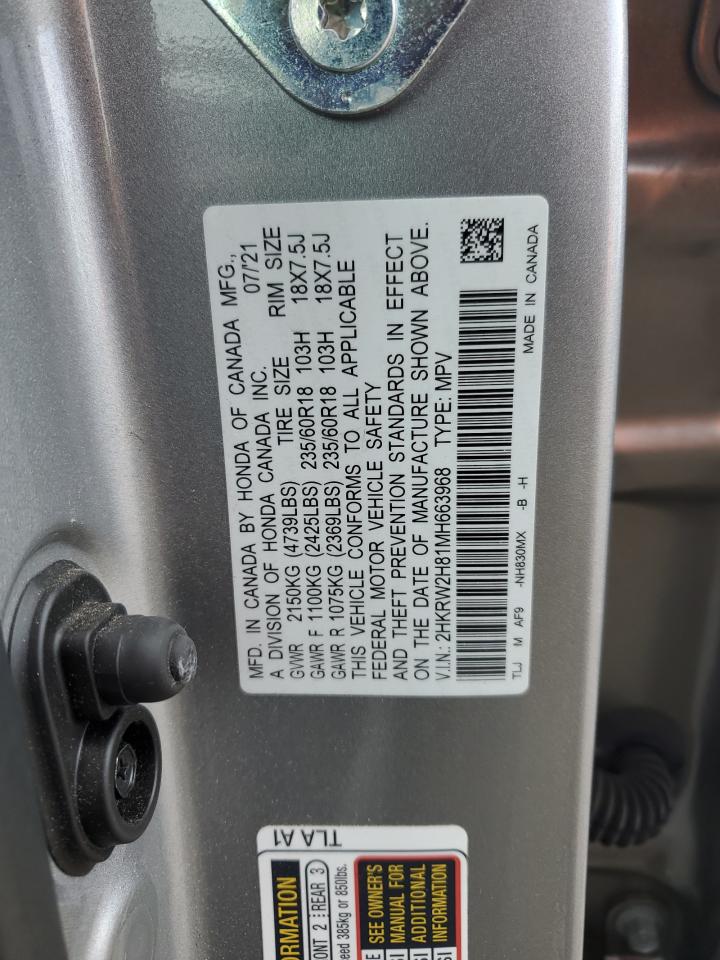 MFD. IN CANADA BY HONDA OF CANADA MFG.,
A DIVISION OF HONDA CANADA INC. 07/'21
GVWR 2150KG (4739LBS) TIRE SIZE RIM SIZE
GAWR F 1100KG (2425LBS) 235/60R18 103H 18X7.5J
GAWR R 1075KG (2369LBS) 235/60R18 103H 18X7.5J
THIS VEHICLE CONFORMS TO ALL APPLICABLE
FEDERAL MOTOR VEHICLE SAFETY
AND THEFT PREVENTION STANDARDS IN EFFECT
ON THE DATE OF MANUFACTURE SHOWN ABOVE.
V.I.N.: 2HKRW2H81MH663968 TYPE: MPV
TLJ M AF9 -NH830MX -B -H MADE IN CANADA
TLA A1
REAR 3
2
385kg or 850lbs.
SEE OWNER'S
MANUAL FOR
ADDITIONAL
INFORMATION